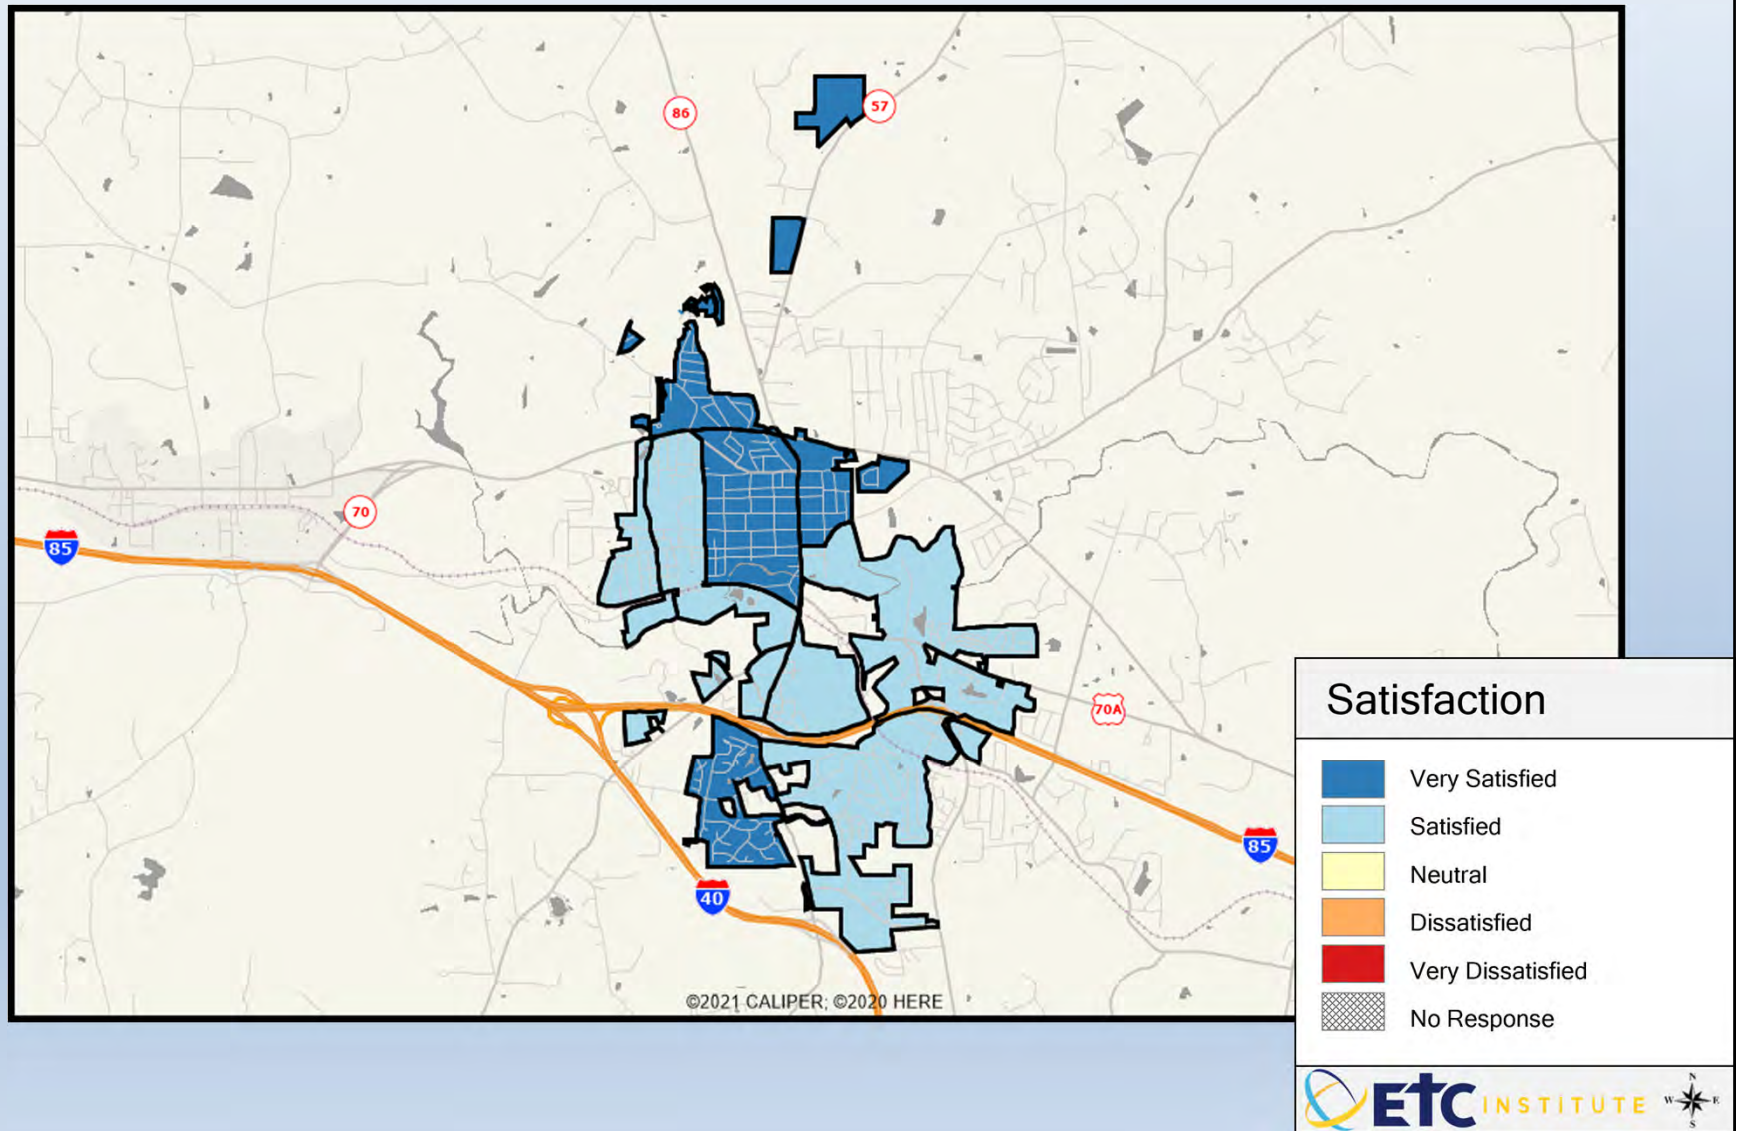 86
57
70
85
70A
85
40
©2021 CALIPER; ©2020 HERE
Satisfaction
Very Satisfied
Satisfied
Neutral
Dissatisfied
Very Dissatisfied
No Response
ETC INSTITUTE
N
W E
S